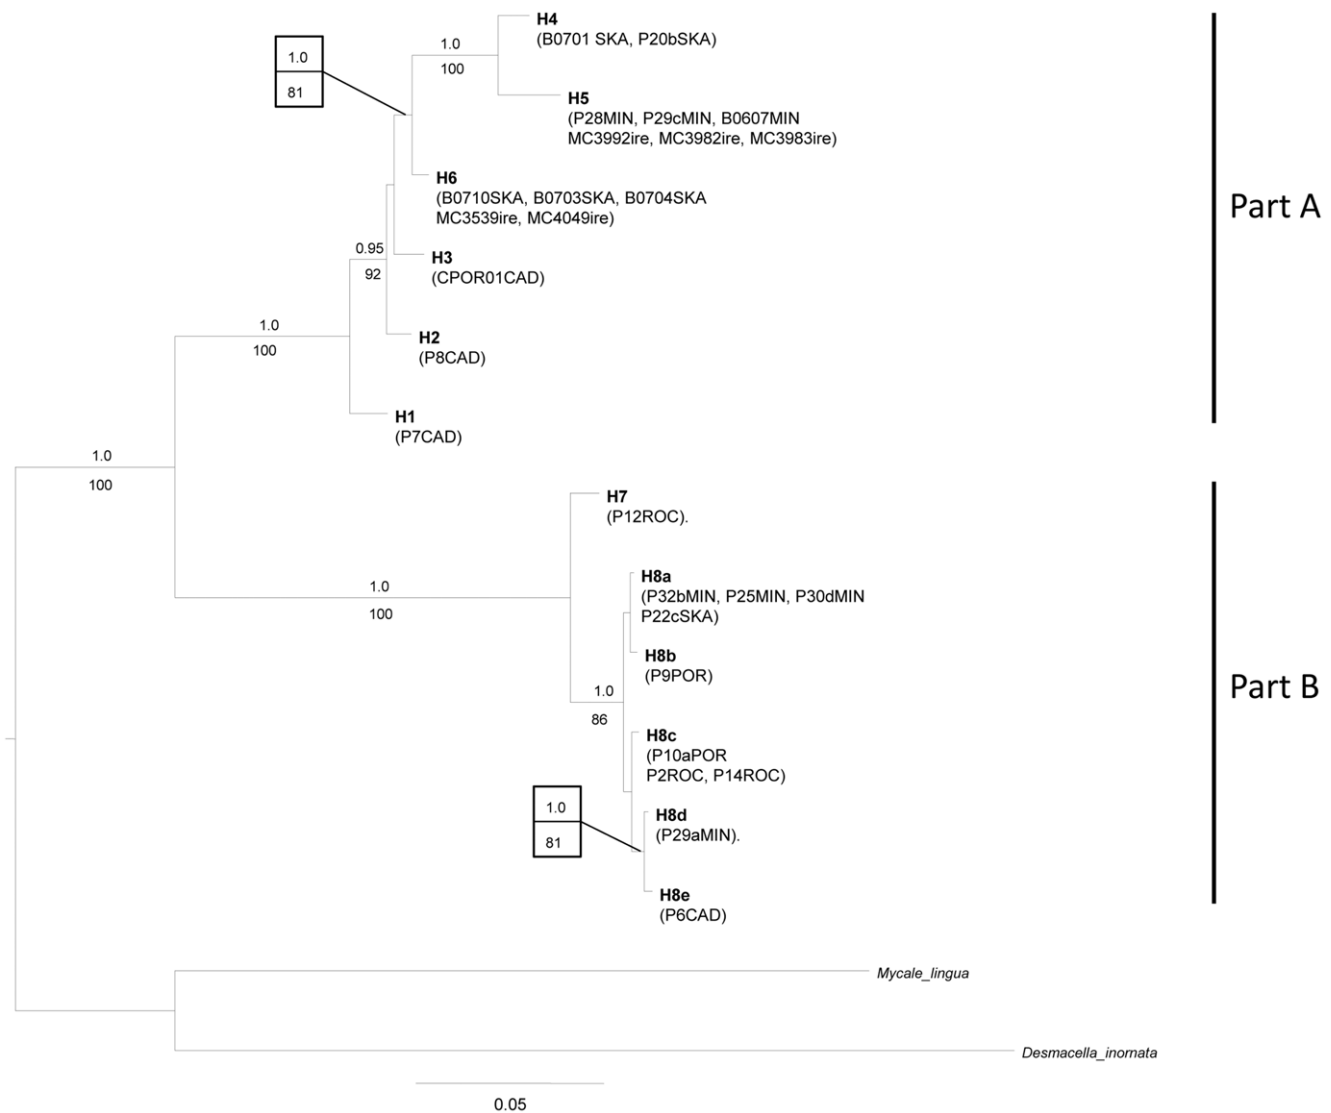 H4
(B0701 SKA, P20bSKA)
1.0
100
1.0
81
H5
(P28MIN, P29cMIN, B0607MIN
MC3992ire, MC3982ire, MC3983ire)
H6
(B0710SKA, B0703SKA, B0704SKA
MC3539ire, MC4049ire)
Part A
0.95
92
H3
(CPOR01CAD)
1.0
100
H2
(P8CAD)
H1
(P7CAD)
1.0
100
H7
(P12ROC).
H8a
(P32bMIN, P25MIN, P30dMIN
P22cSKA)
1.0
100
H8b
(P9POR)
1.0
86
Part B
H8c
(P10aPOR
P2ROC, P14ROC)
1.0
81
H8d
(P29aMIN).
H8e
(P6CAD)
Mycale_lingua
Desmacella_inornata
0.05